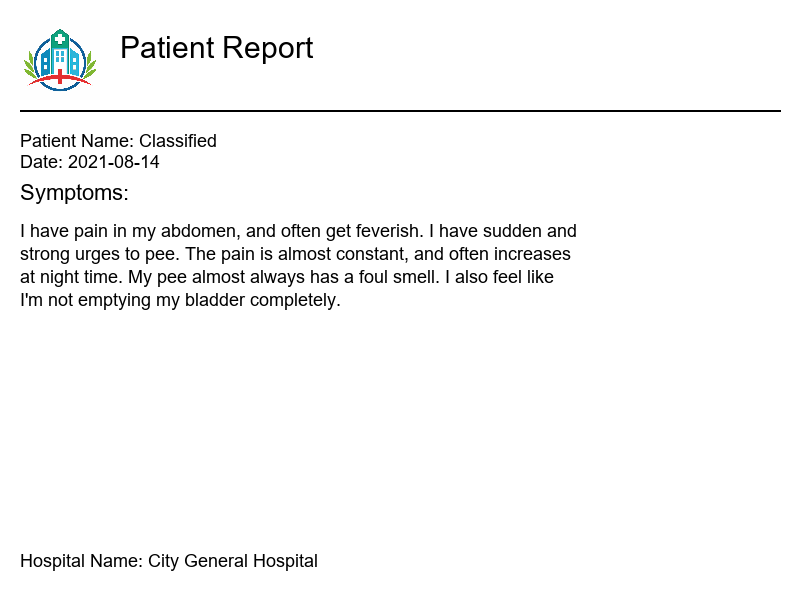 Patient Report
Patient Name: Classified
Date: 2021-08-14
Symptoms:
I have pain in my abdomen, and often get feverish. I have sudden and
strong urges to pee. The pain is almost constant, and often increases
at night time. My pee almost always has a foul smell. I also feel like
I'm not emptying my bladder completely.
Hospital Name: City General Hospital